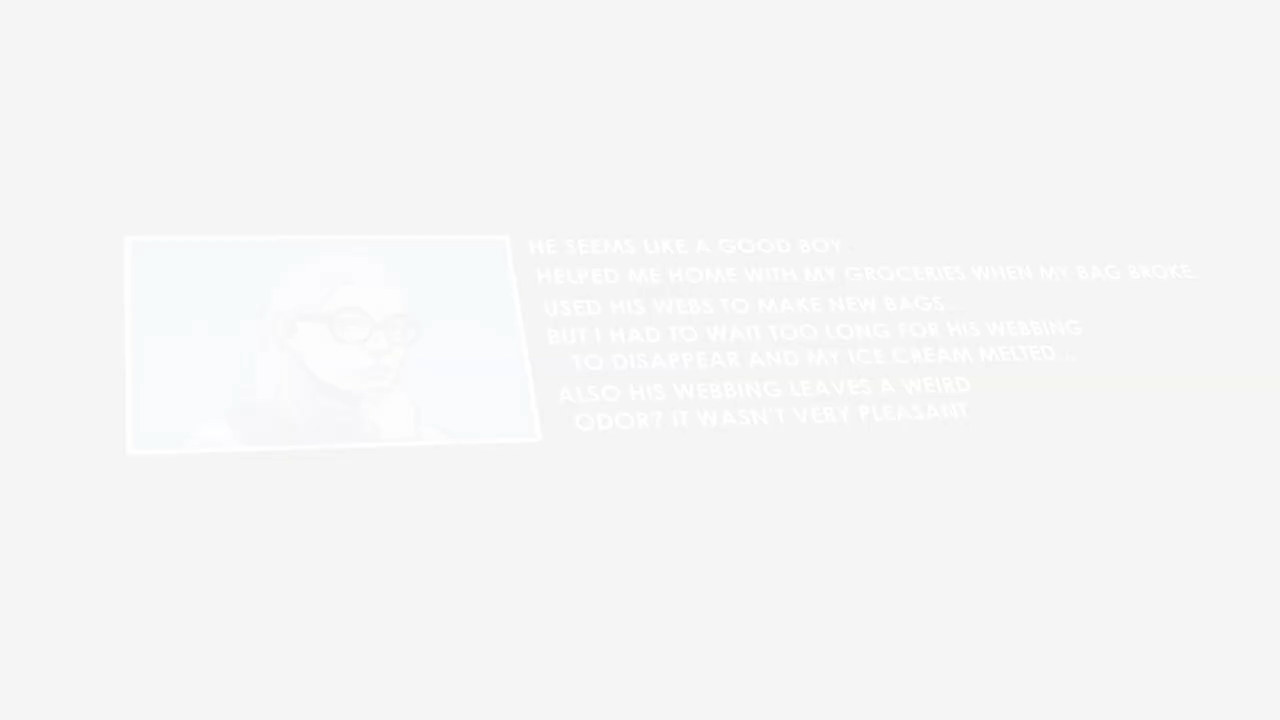 HE SEEMS LIKE A GOOD BOY.
HELPED ME HOME WITH MY GROCERIES WHEN MY BAG BROKE.
USED HIS WEBS TO MAKE NEW BAGS...
BUT I HAD TO WAIT TOO LONG FOR HIS WEBBING
TO DISAPPEAR AND MY ICE CREAM MELTED...
ALSO HIS WEBBING LEAVES A WEIRD
ODOR? IT WASN'T VERY PLEASANT